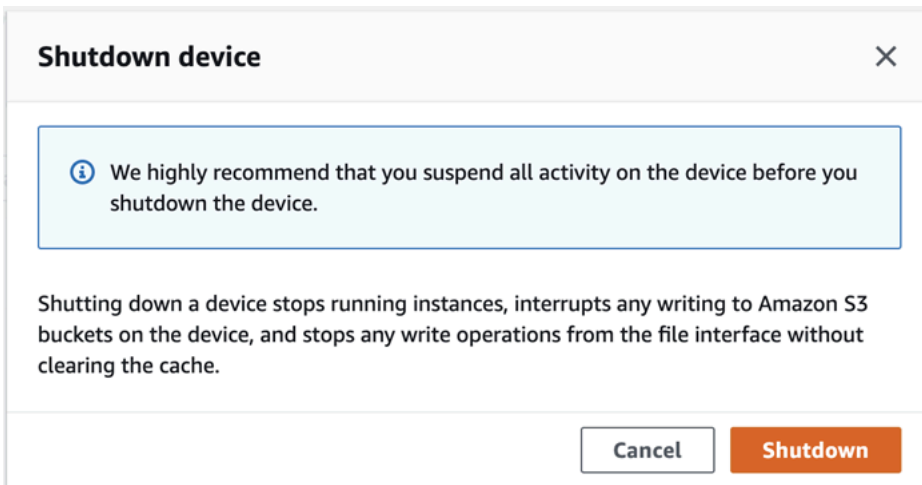 Shutdown device
We highly recommend that you suspend all activity on the device before you
shutdown the device.
Shutting down a device stops running instances, interrupts any writing to Amazon S3
buckets on the device, and stops any write operations from the file interface without
clearing the cache.
Cancel
Shutdown